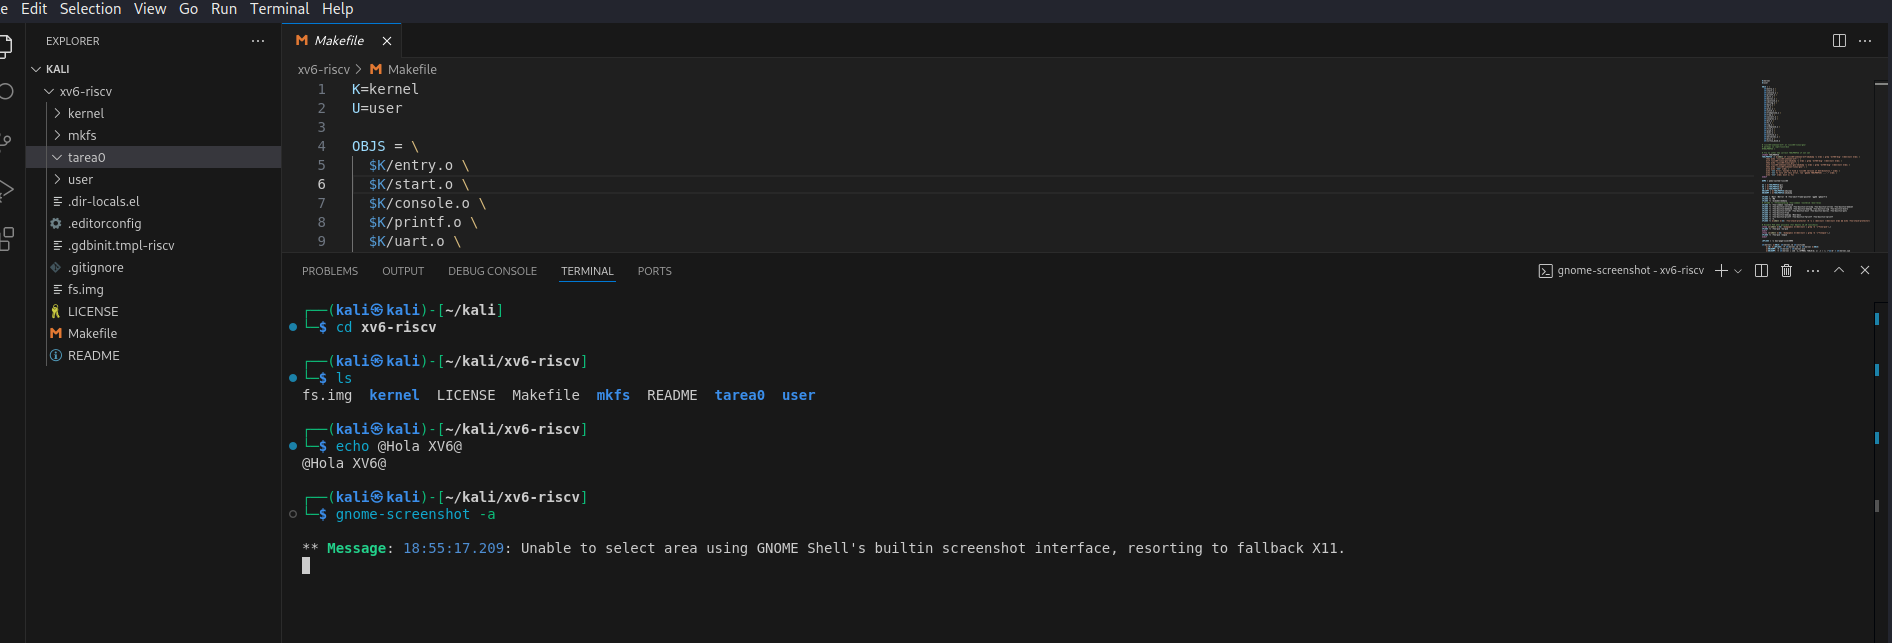 e Edit Selection View Go Run Terminal Help
EXPLORER
KALI
xv6-riscv
kernel
mkfs
tarea0
user
.dir-locals.el
.editorconfig
.gdbinit.tmpl-riscv
.gitignore
fs.img
LICENSE
Makefile
README
Makefile
xv6-riscv > Makefile
1 K=kernel
2 U=user
3
4 OBJS = \
5 $K/entry.o \
6 $K/start.o \
7 $K/console.o \
8 $K/printf.o \
9 $K/uart.o \
PROBLEMS OUTPUT DEBUG CONSOLE TERMINAL PORTS
gnome-screenshot - xv6-riscv
┌──(kali㉿kali)-[~/kali]
└─$ cd xv6-riscv
┌──(kali㉿kali)-[~/kali/xv6-riscv]
└─$ ls
fs.img kernel LICENSE Makefile mkfs README tarea0 user
┌──(kali㉿kali)-[~/kali/xv6-riscv]
└─$ echo @Hola XV6@
@Hola XV6@
┌──(kali㉿kali)-[~/kali/xv6-riscv]
└─$ gnome-screenshot -a
** Message: 18:55:17.209: Unable to select area using GNOME Shell's builtin screenshot interface, resorting to fallback X11.